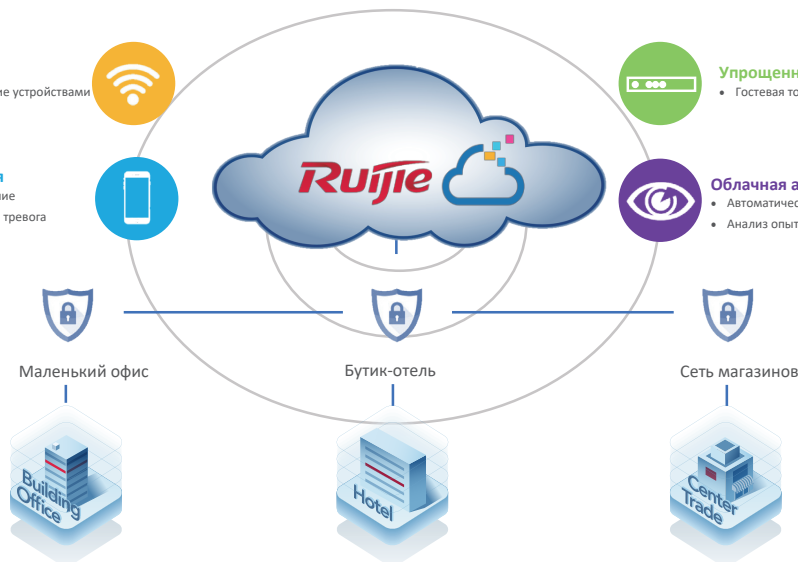 ие устройствами
я
ние
тревога
Ruijie
Упрощенн
• Гостевая то
Облачная а
• Автоматичес
• Анализ опыт
Маленький офис
Бутик-отель
Сеть магазинов
Building
Office
Hotel
Center
Trade